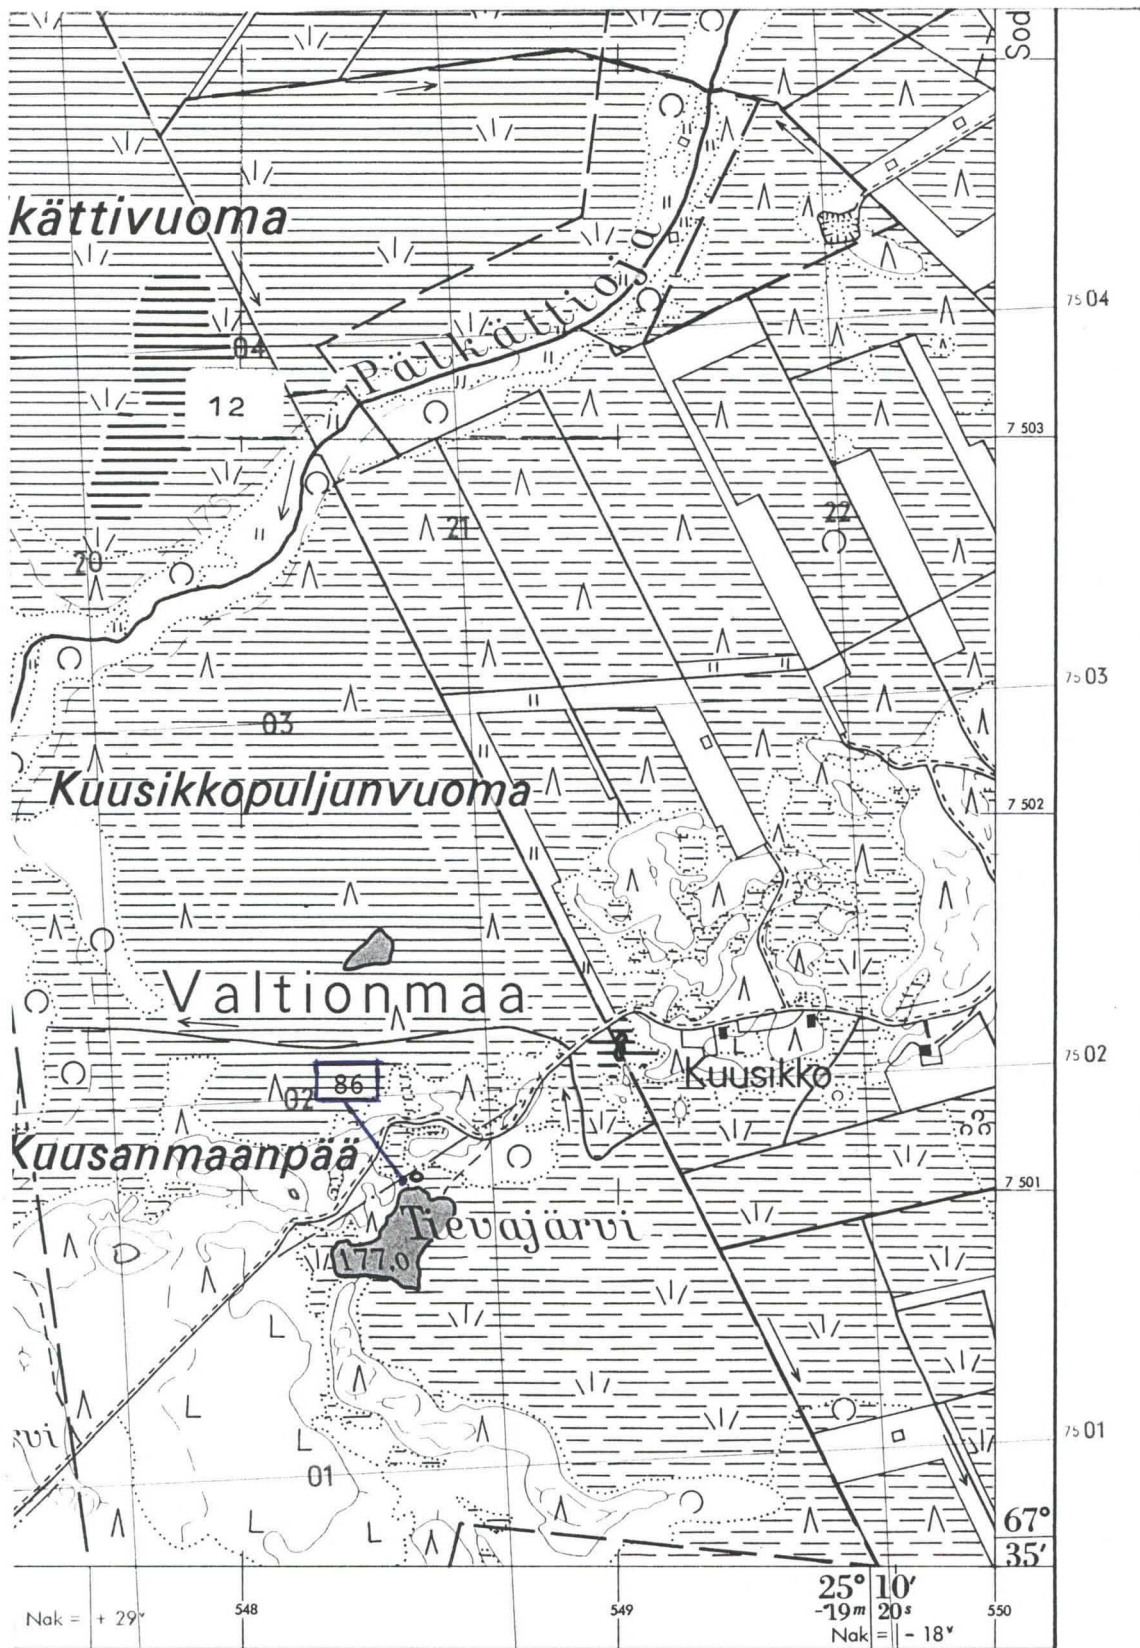 Sod
kättivuoma
Pälkättioja
04
75 04
12
7 503
175
21
22
20
75 03
03
Kuusikkopuljunvuoma
7 502
Valtionmaa
75 02
Kuusikko
86
02
Kuusanmaanpää
7 501
Tievajärvi
177,0
rvi
75 01
01
67°
35'
25° 10'
-19ᵐ 20ˢ
548
549
550
Nak = + 29ᵛ
Nak = - 18ᵛ